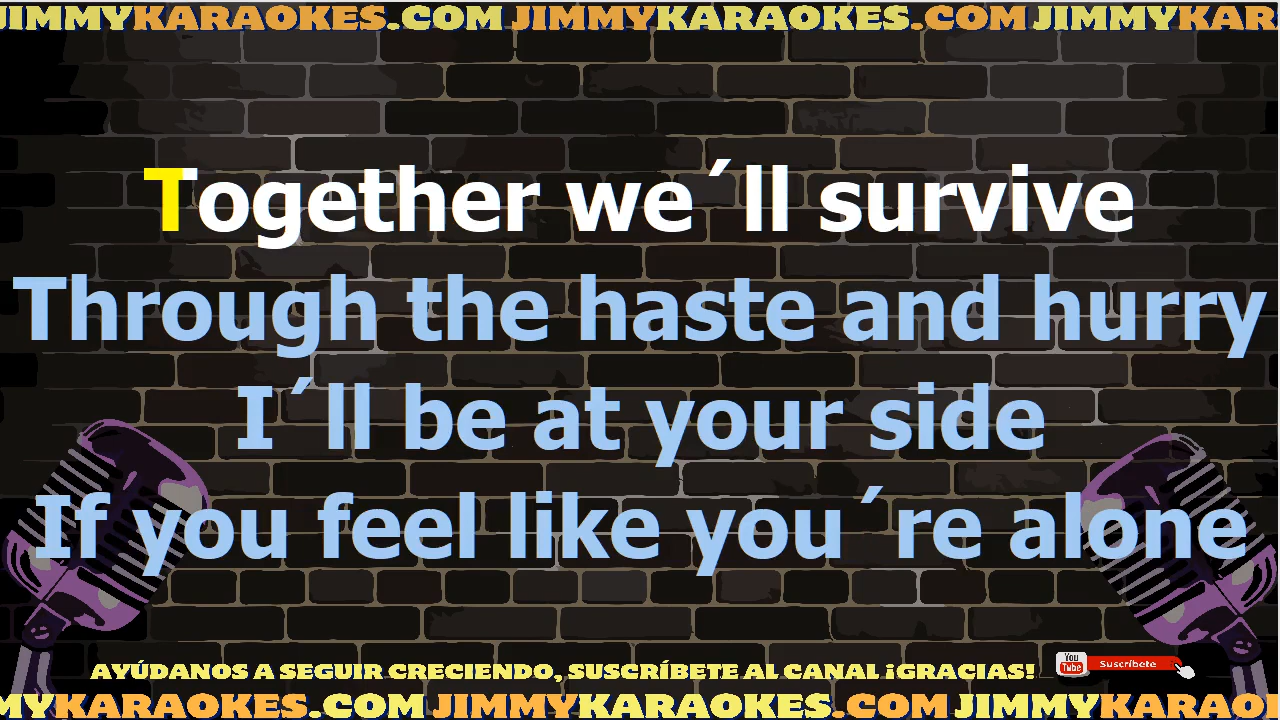 JIMMYKARAOKES.COM JIMMYKARAOKES.COM JIMMYKAR
Together we´ll survive
Through the haste and hurry
I´ll be at your side
If you feel like you´re alone
AYÚDANOS A SEGUIR CRECIENDO, SUSCRÍBETE AL CANAL ¡GRACIAS!
You Tube Suscríbete
MYKARAOKES.COM JIMMYKARAOKES.COM JIMMYKARAO